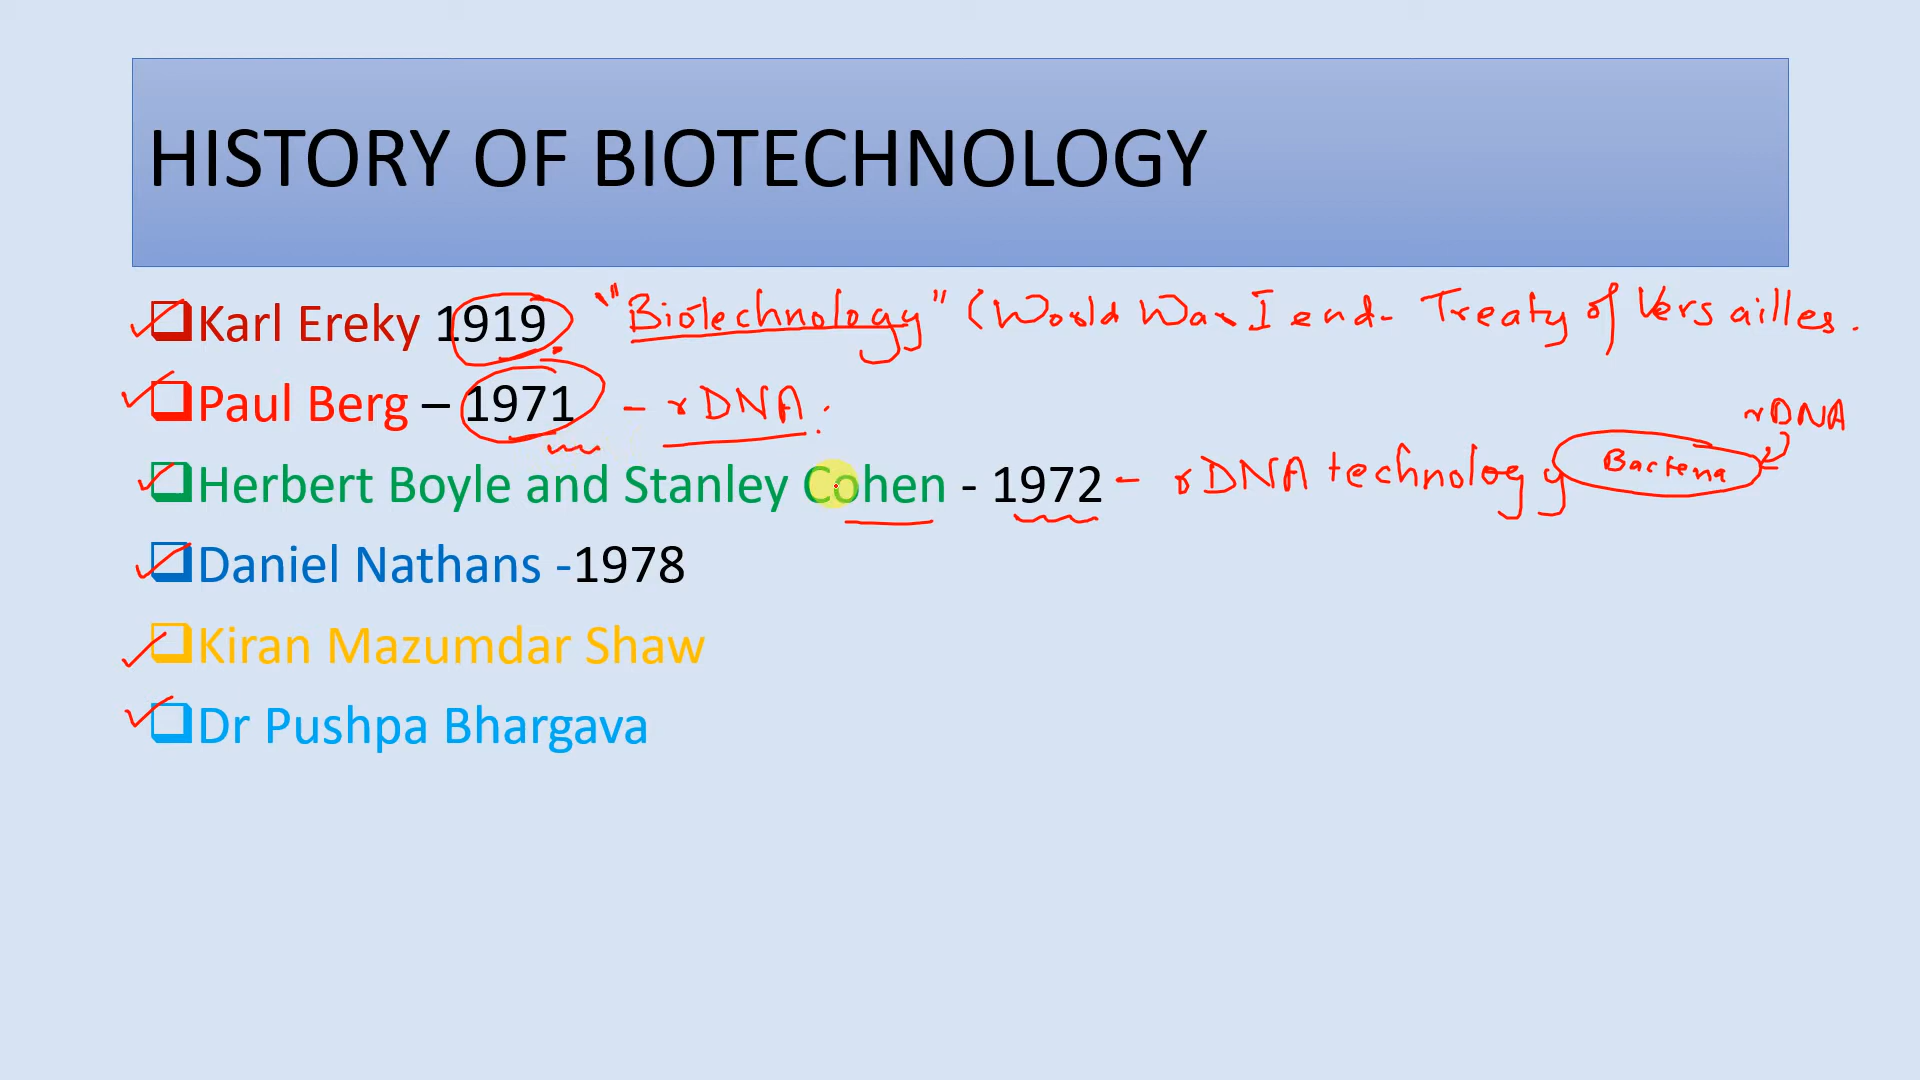 HISTORY OF BIOTECHNOLOGY
Karl Ereky 1919 "Biotechnology" (World War I end - Treaty of Versailles.
Paul Berg – 1971 - rDNA.
rDNA
Herbert Boyle and Stanley Cohen - 1972 - rDNA technology Bacteria
Daniel Nathans -1978
Kiran Mazumdar Shaw
Dr Pushpa Bhargava